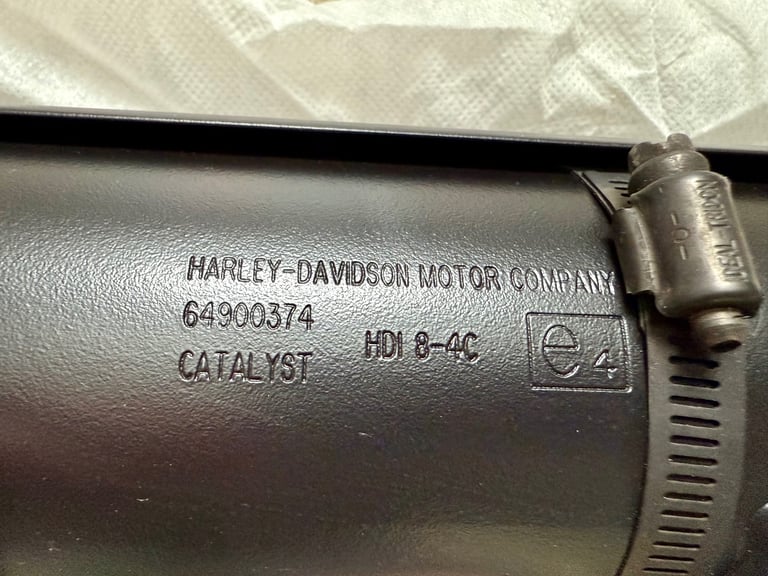 HARLEY-DAVIDSON MOTOR COMPANY
64900374
HDI 8-4C
CATALYST
e4
IDEAL TRIDON